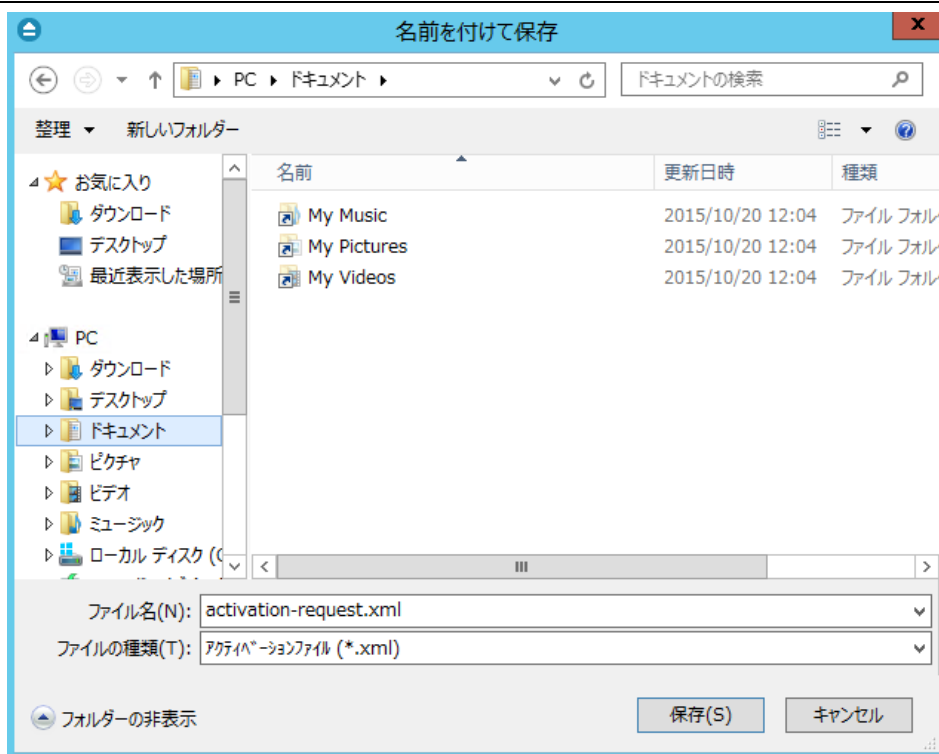 名前を付けて保存
PC ドキュメント
ドキュメントの検索
整理 新しいフォルダー
名前 更新日時 種類
お気に入り
ダウンロード
デスクトップ
最近表示した場所
PC
ダウンロード
デスクトップ
ドキュメント
ピクチャ
ビデオ
ミュージック
ローカル ディスク (C
My Music 2015/10/20 12:04 ファイル フォル
My Pictures 2015/10/20 12:04 ファイル フォル
My Videos 2015/10/20 12:04 ファイル フォル
ファイル名(N): activation-request.xml
ファイルの種類(T): ｱｸﾃｨﾍﾞｰｼｮﾝﾌｧｲﾙ (*.xml)
フォルダーの非表示
保存(S) キャンセル